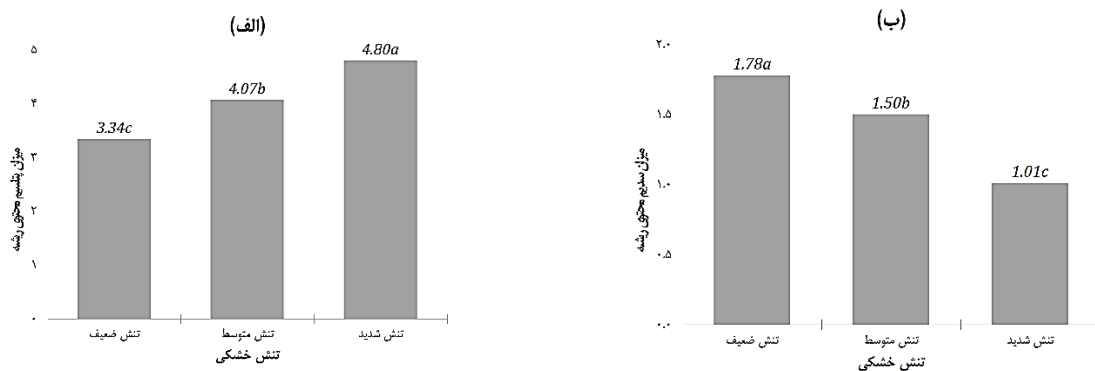 (الف)
میزان پتاسیم محتوی ریشه
۵
۴
۳
۲
۱
۰
3.34c
4.07b
4.80a
تنش ضعیف
تنش متوسط
تنش شدید
تنش خشکی
(ب)
میزان سدیم محتوی ریشه
۲.۰
۱.۵
۱.۰
۰.۵
۰.۰
1.78a
1.50b
1.01c
تنش ضعیف
تنش متوسط
تنش شدید
تنش خشکی